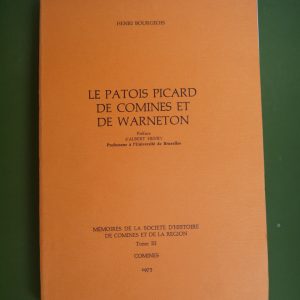 HENRI BOURGEOIS
LE PATOIS PICARD
DE COMINES ET
DE WARNETON
Préface
d'ALBERT HENRY
Professeur à l'Université de Bruxelles
MÉMOIRES DE LA SOCIÉTÉ D'HISTOIRE
DE COMINES ET DE LA RÉGION
Tome III
COMINES
1973